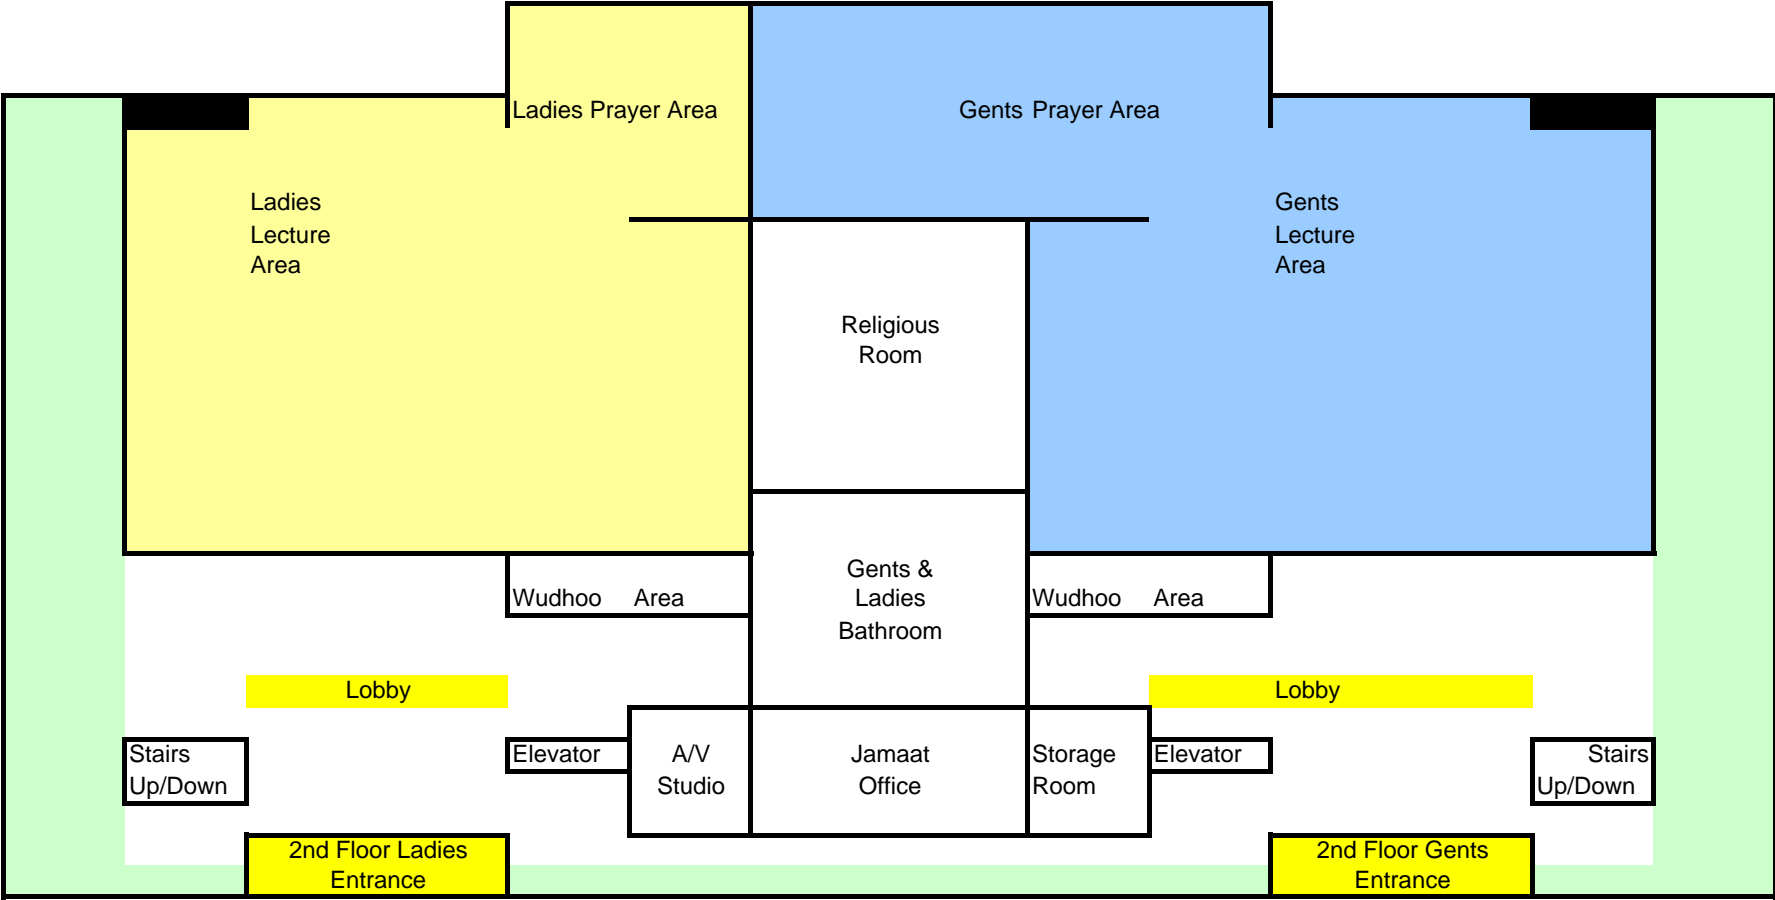 Ladies Prayer Area
Gents Prayer Area
Ladies
Lecture
Area
Gents
Lecture
Area
Religious
Room
Gents &
Ladies
Bathroom
Wudhoo Area
Wudhoo Area
Lobby
Lobby
Stairs
Up/Down
Elevator
A/V
Studio
Jamaat
Office
Storage
Room
Elevator
Stairs
Up/Down
2nd Floor Ladies
Entrance
2nd Floor Gents
Entrance